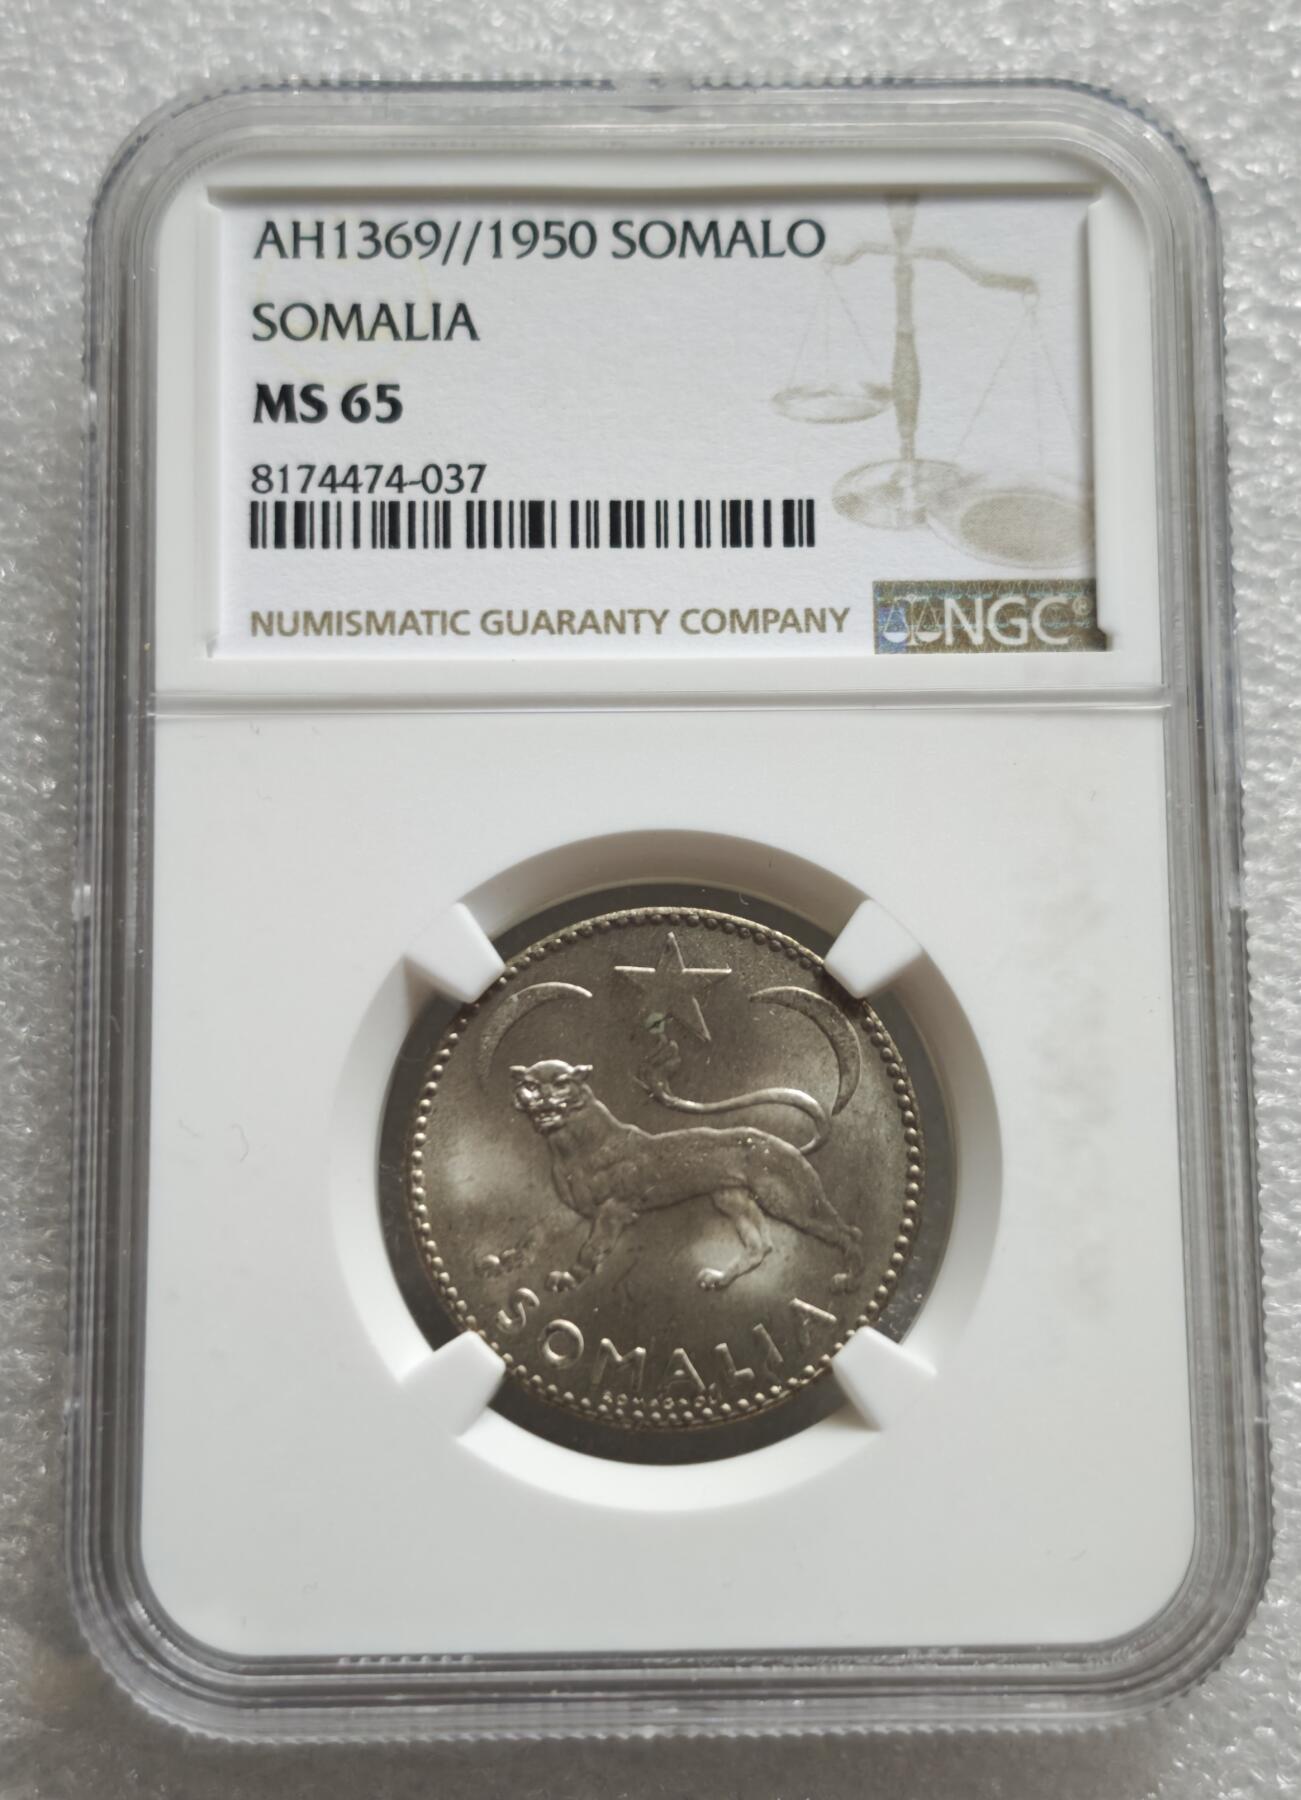 AH1369//1950 SOMALO
SOMALIA
MS 65
8174474-037
NUMISMATIC GUARANTY COMPANY
NGC®
SOMALIA